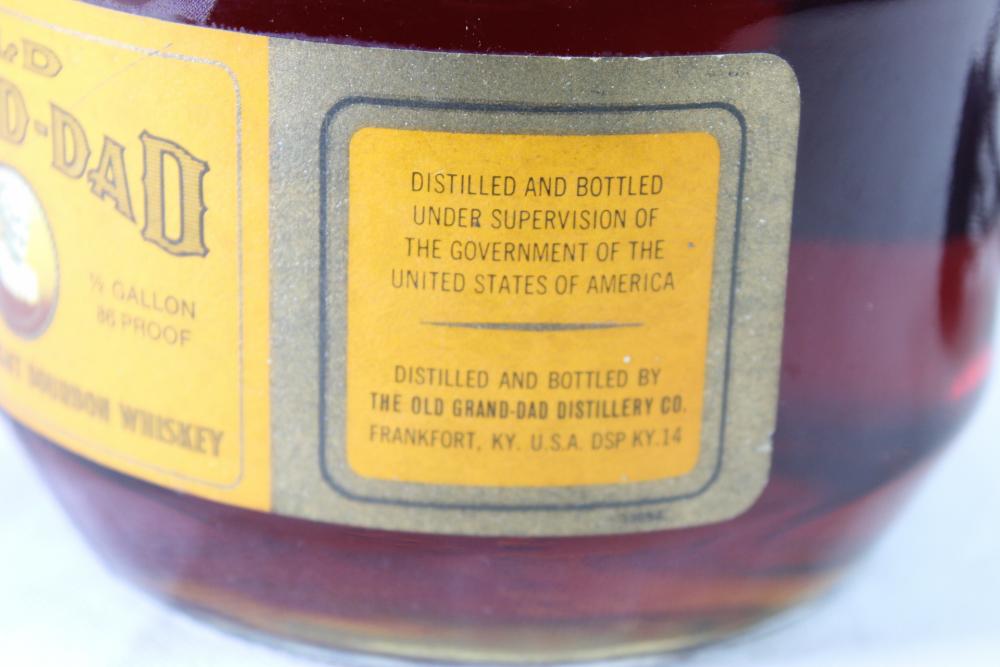 LD
D-DAD
½ GALLON
86 PROOF
BOURBON WHISKEY
DISTILLED AND BOTTLED
UNDER SUPERVISION OF
THE GOVERNMENT OF THE
UNITED STATES OF AMERICA
DISTILLED AND BOTTLED BY
THE OLD GRAND-DAD DISTILLERY CO.
FRANKFORT, KY. U.S.A. DSP KY.14